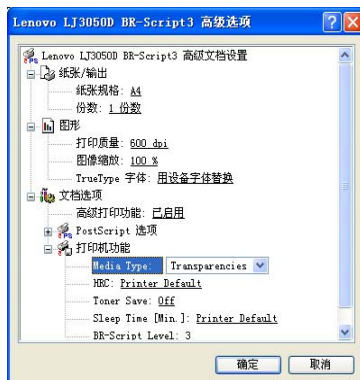 Lenovo LJ3050D BR-Script3 高级选项
Lenovo LJ3050D BR-Script3 高级文档设置
纸张/输出
纸张规格: A4
份数: 1 份数
图形
打印质量: 600 dpi
图像缩放: 100 %
TrueType 字体: 用设备字体替换
文档选项
高级打印功能: 已启用
PostScript 选项
打印机功能
Media Type: Transparencies
HRC: Printer Default
Toner Save: Off
Sleep Time [Min.]: Printer Default
BR-Script Level: 3
确定 取消